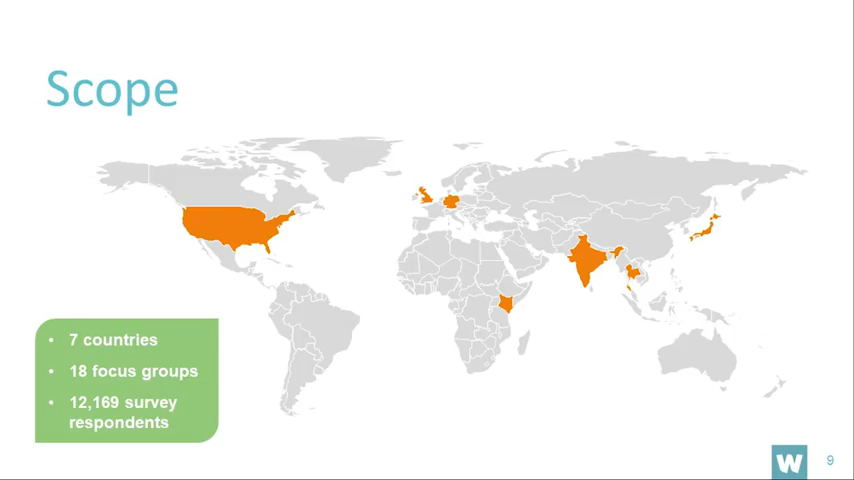 Scope
• 7 countries
• 18 focus groups
• 12,169 survey
respondents
W
9